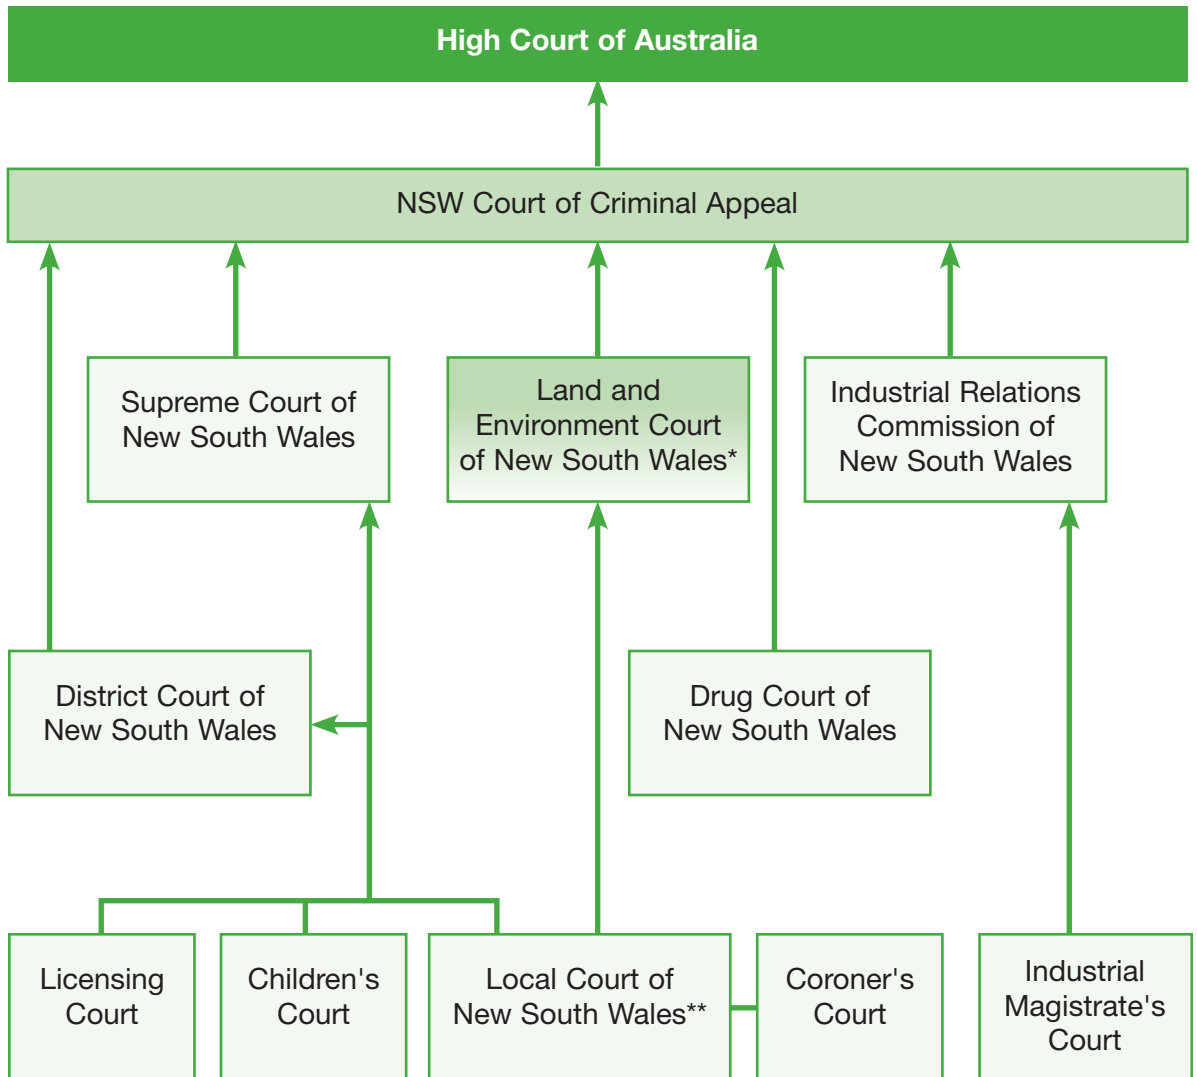 High Court of Australia
NSW Court of Criminal Appeal
Supreme Court of
New South Wales
Land and
Environment Court
of New South Wales*
Industrial Relations
Commission of
New South Wales
District Court of
New South Wales
Drug Court of
New South Wales
Licensing
Court
Children's
Court
Local Court of
New South Wales**
Coroner's
Court
Industrial
Magistrate's
Court